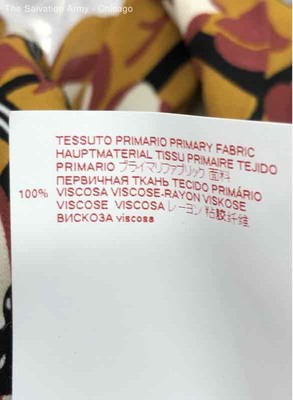 The Salvation Army - Chicago
TESSUTO PRIMARIO PRIMARY FABRIC
HAUPTMATERIAL TISSU PRIMAIRE TEJIDO
PRIMARIO プライマリファブリック 面料
ПЕРВИЧНАЯ ТКАНЬ TECIDO PRIMÁRIO
100% VISCOSA VISCOSE-RAYON VISKOSE
VISCOSE VISCOSA レーヨン 粘胶纤维
ВИСКОЗА viscosa